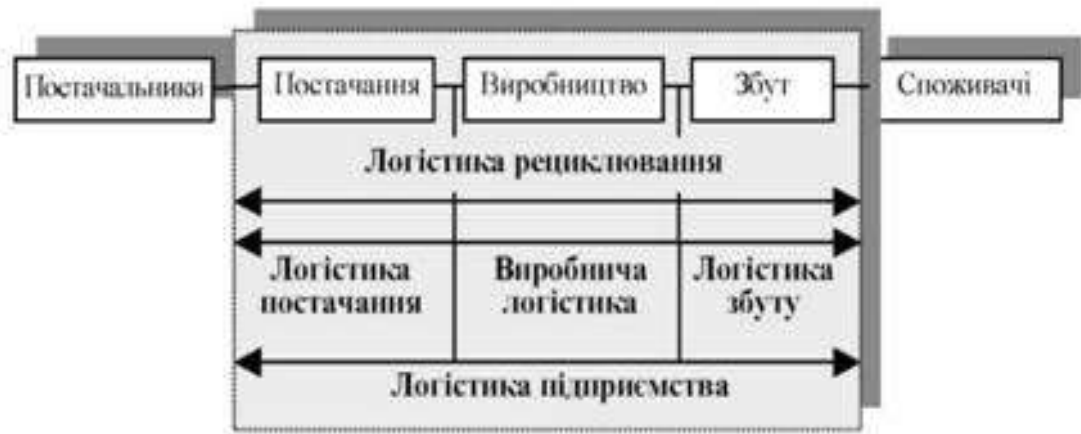 Постачальники Постачання Виробництво Збут Споживачі
Логістика рециклювання
Логістика постачання
Виробнича логістика
Логістика збуту
Логістика підприємства